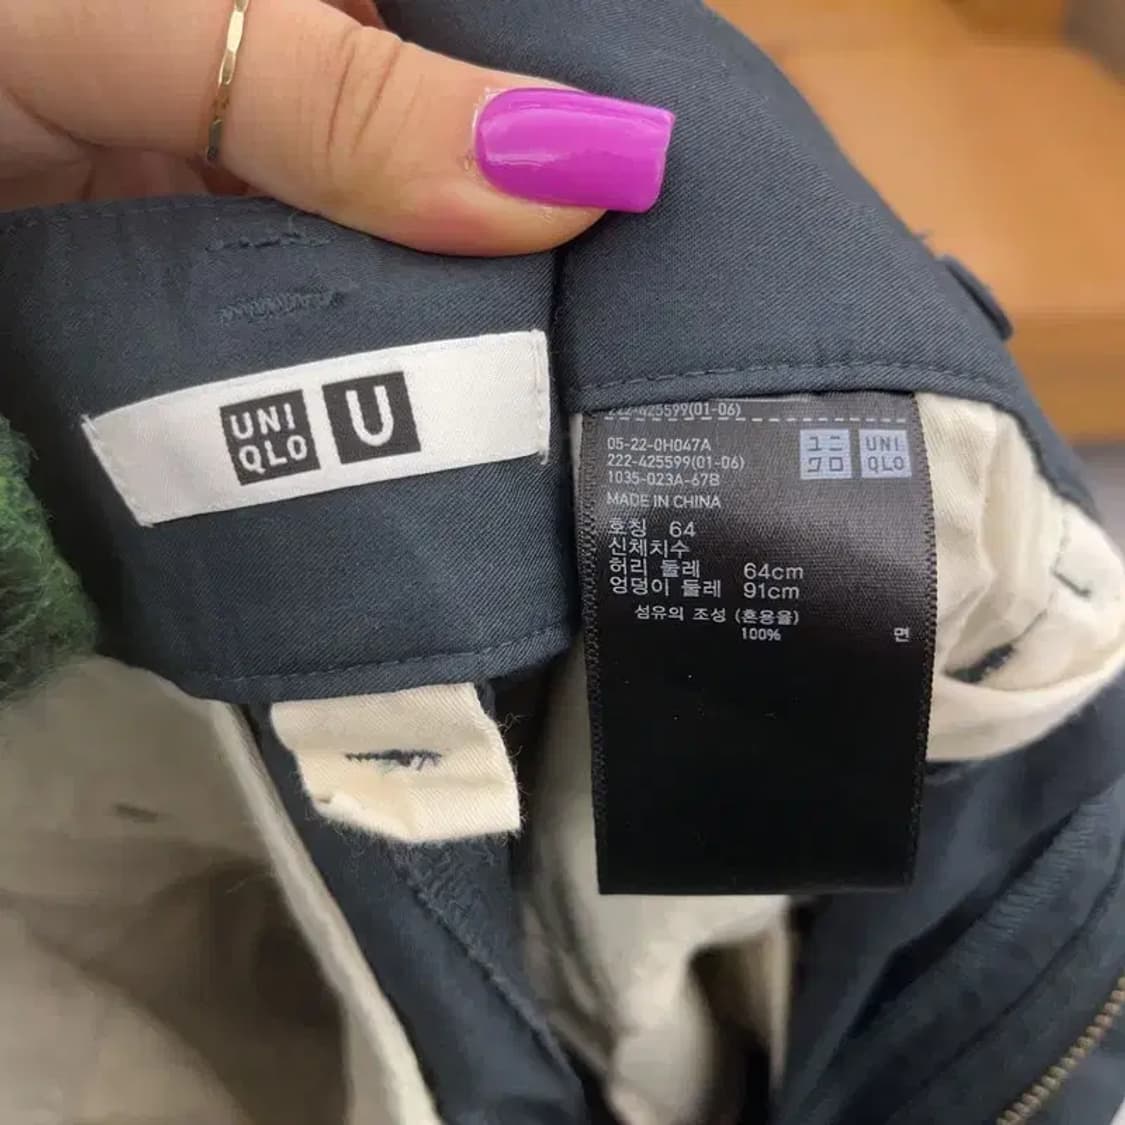 UNI
QLO
U
222-425599(01-06)
05-22-0H047A
222-425599(01-06)
1035-023A-67B
MADE IN CHINA
ユニ
クロ
UNI
QLO
호칭 64
신체치수
허리 둘레 64cm
엉덩이 둘레 91cm
섬유의 조성 (혼용율)
100% 면